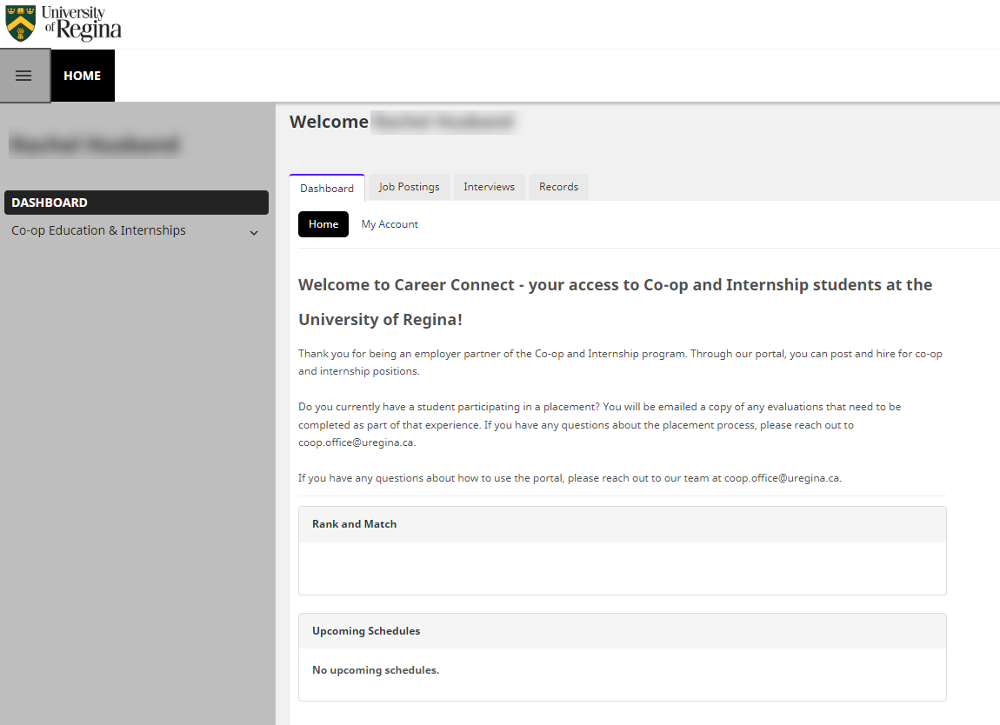 University
of Regina
HOME
Welcome
DASHBOARD
Co-op Education & Internships
Dashboard Job Postings Interviews Records
Home My Account
Welcome to Career Connect - your access to Co-op and Internship students at the
University of Regina!
Thank you for being an employer partner of the Co-op and Internship program. Through our portal, you can post and hire for co-op
and internship positions.
Do you currently have a student participating in a placement? You will be emailed a copy of any evaluations that need to be
completed as part of that experience. If you have any questions about the placement process, please reach out to
coop.office@uregina.ca.
If you have any questions about how to use the portal, please reach out to our team at coop.office@uregina.ca.
Rank and Match
Upcoming Schedules
No upcoming schedules.